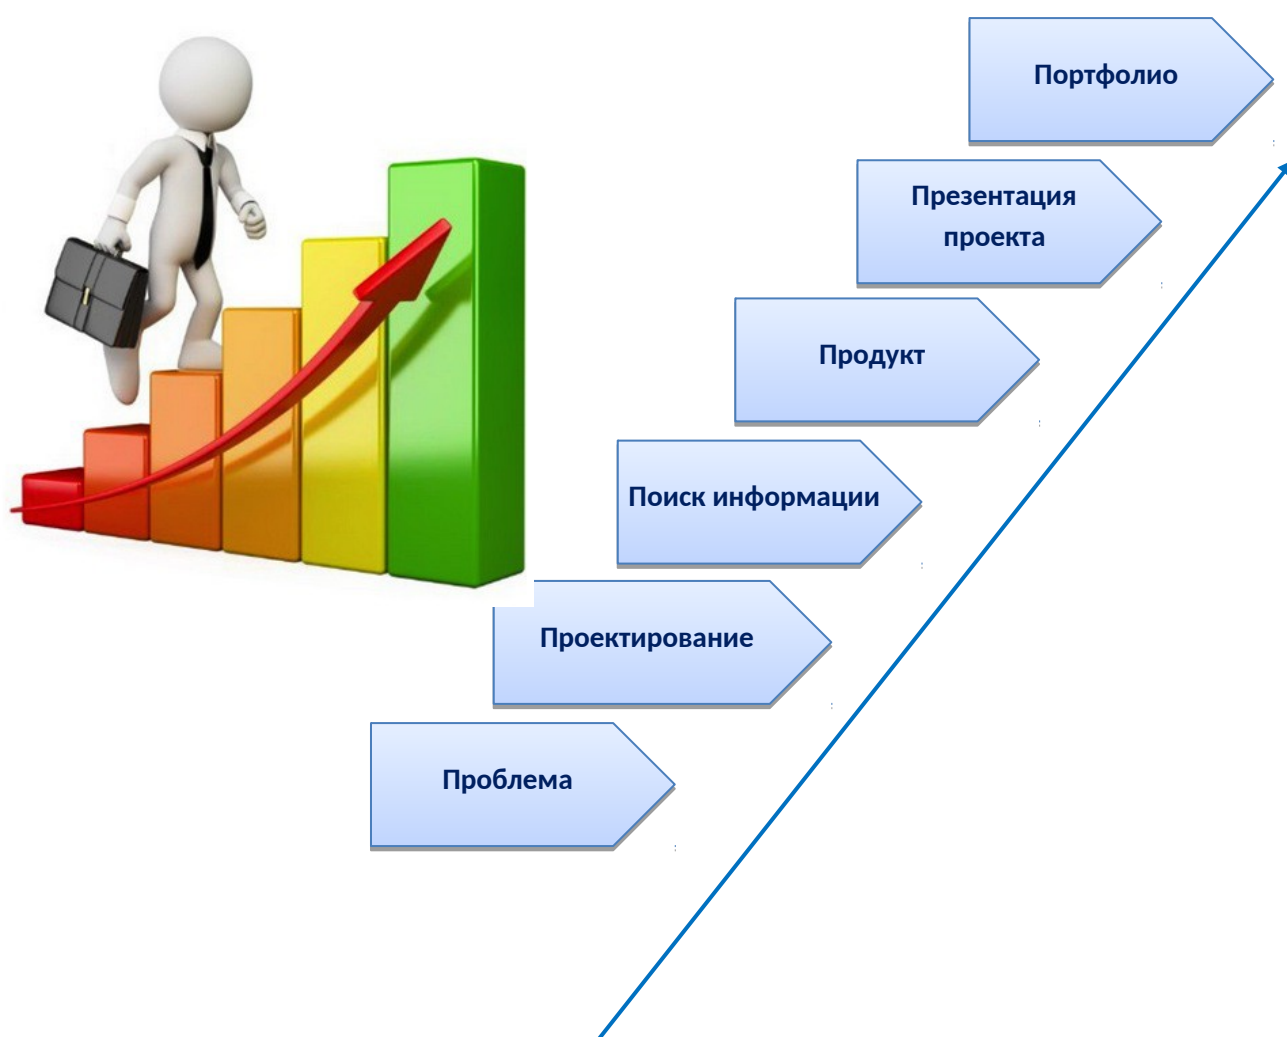 Портфолио
Презентация
проекта
Продукт
Поиск информации
Проектирование
Проблема